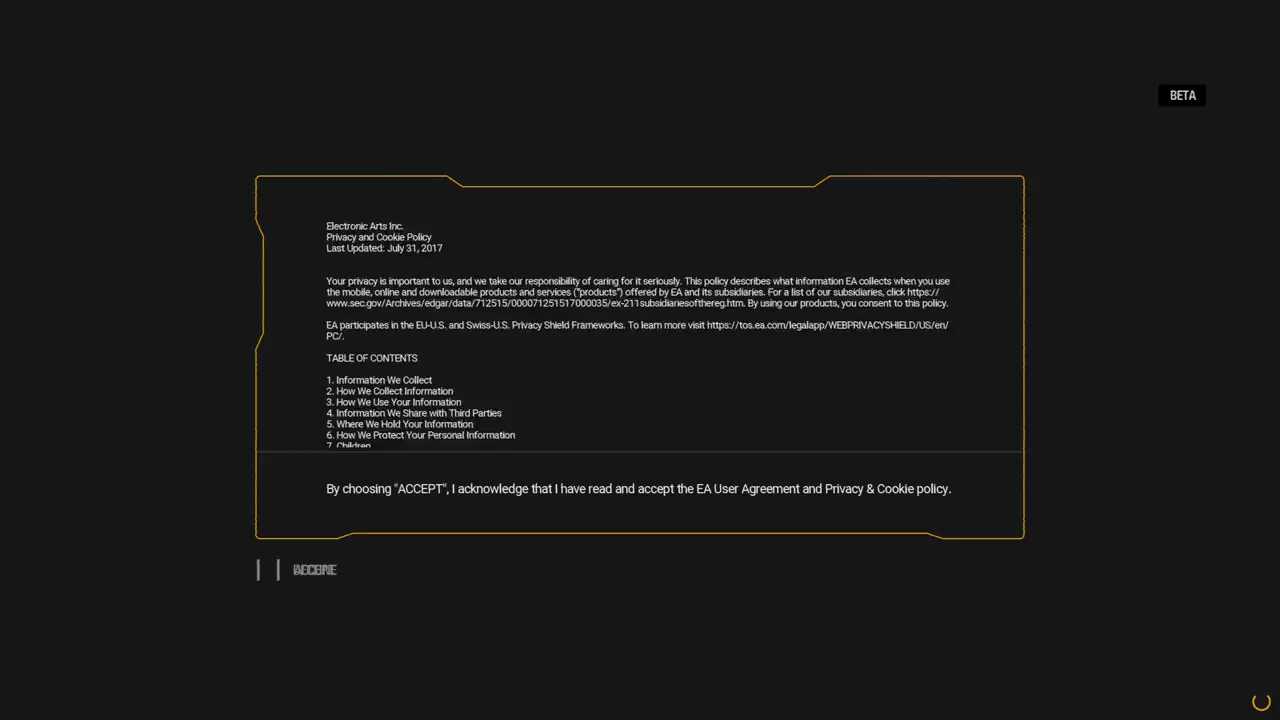 BETA
Electronic Arts Inc.
Privacy and Cookie Policy
Last Updated: July 31, 2017
Your privacy is important to us, and we take our responsibility of caring for it seriously. This policy describes what information EA collects when you use
the mobile, online and downloadable products and services ("products") offered by EA and its subsidiaries. For a list of our subsidiaries, click https://
www.sec.gov/Archives/edgar/data/712515/000071251517000035/ex-211subsidiariesofthereg.htm. By using our products, you consent to this policy.
EA participates in the EU-U.S. and Swiss-U.S. Privacy Shield Frameworks. To learn more visit https://tos.ea.com/legalapp/WEBPRIVACYSHIELD/US/en/
PC/.
TABLE OF CONTENTS
1. Information We Collect
2. How We Collect Information
3. How We Use Your Information
4. Information We Share with Third Parties
5. Where We Hold Your Information
6. How We Protect Your Personal Information
7. Children
By choosing "ACCEPT", I acknowledge that I have read and accept the EA User Agreement and Privacy & Cookie policy.